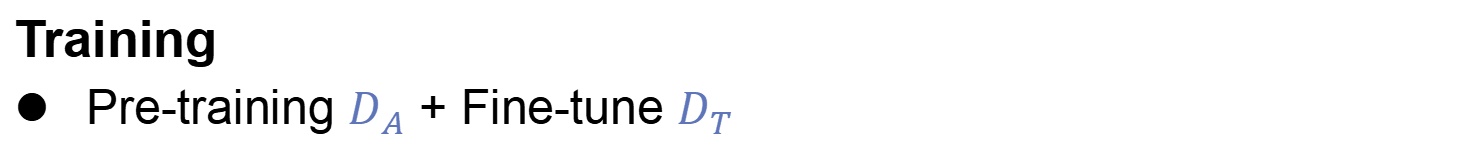 Training
● Pre-training D_A + Fine-tune D_T